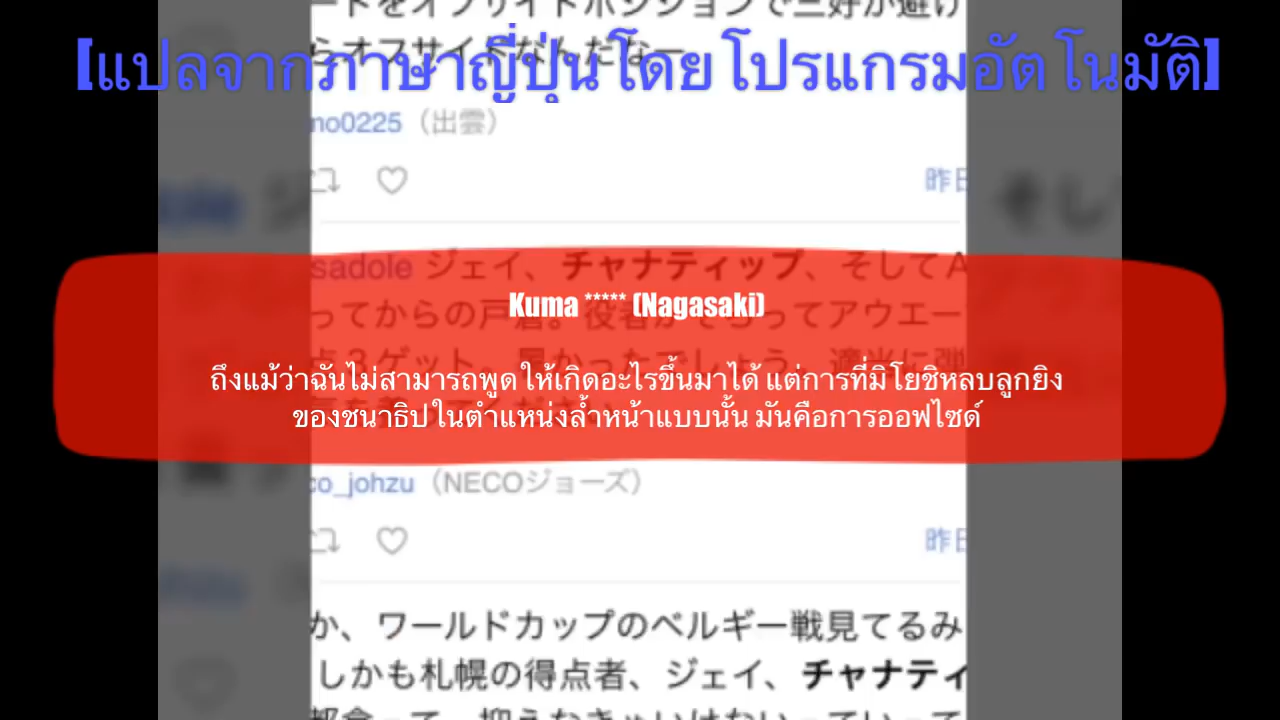 ードをオフサイドポジションで三好が避け
らオフサイドなんだなー
【แปลจากภาษาญี่ปุ่นโดยโปรแกรมอัตโนมัติ】
mo0225（出雲）
昨日
sadole ジェイ、チャナティップ、そしてA
Kuma ***** (Nagasaki)
ってからの戸倉。役者がそろってアウエー
点３ゲット。良かったでしょう。適当に弾
ถึงแม้ว่าฉันไม่สามารถพูดให้เกิดอะไรขึ้นมาได้ แต่การที่มิโยชิหลบลูกยิง
ของชนาธิปในตำแหน่งล้ำหน้าแบบนั้น มันคือการออฟไซด์
co_johzu（NECOジョーズ）
昨日
か、ワールドカップのベルギー戦見てるみ
しかも札幌の得点者、ジェイ、チャナティ